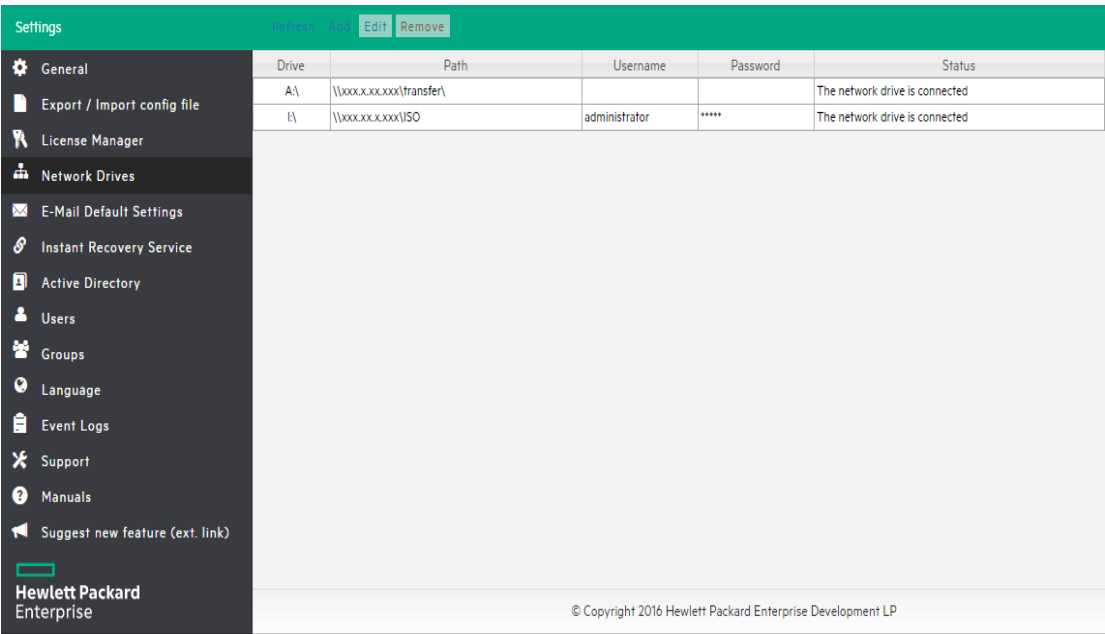 Settings
Refresh Add Edit Remove
General
Export / Import config file
License Manager
Network Drives
E-Mail Default Settings
Instant Recovery Service
Active Directory
Users
Groups
Language
Event Logs
Support
Manuals
Suggest new feature (ext. link)
Hewlett Packard
Enterprise
Drive Path Username Password Status
A:\ \\xxx.x.xx.xxx\transfer\ The network drive is connected
I:\ \\xxx.xx.x.xxx\ISO administrator ***** The network drive is connected
© Copyright 2016 Hewlett Packard Enterprise Development LP